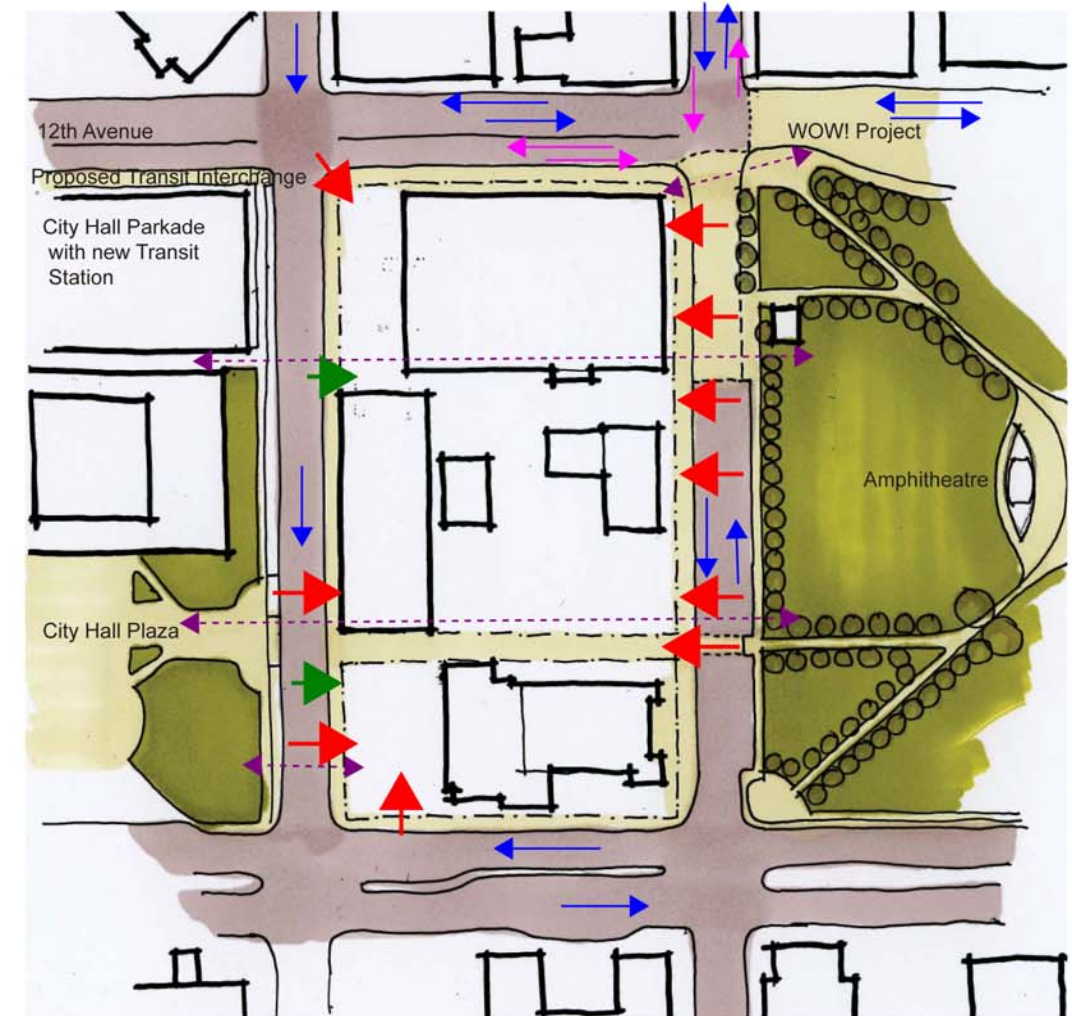 12th Avenue
WOW! Project
Proposed Transit Interchange
City Hall Parkade
with new Transit
Station
Amphitheatre
City Hall Plaza